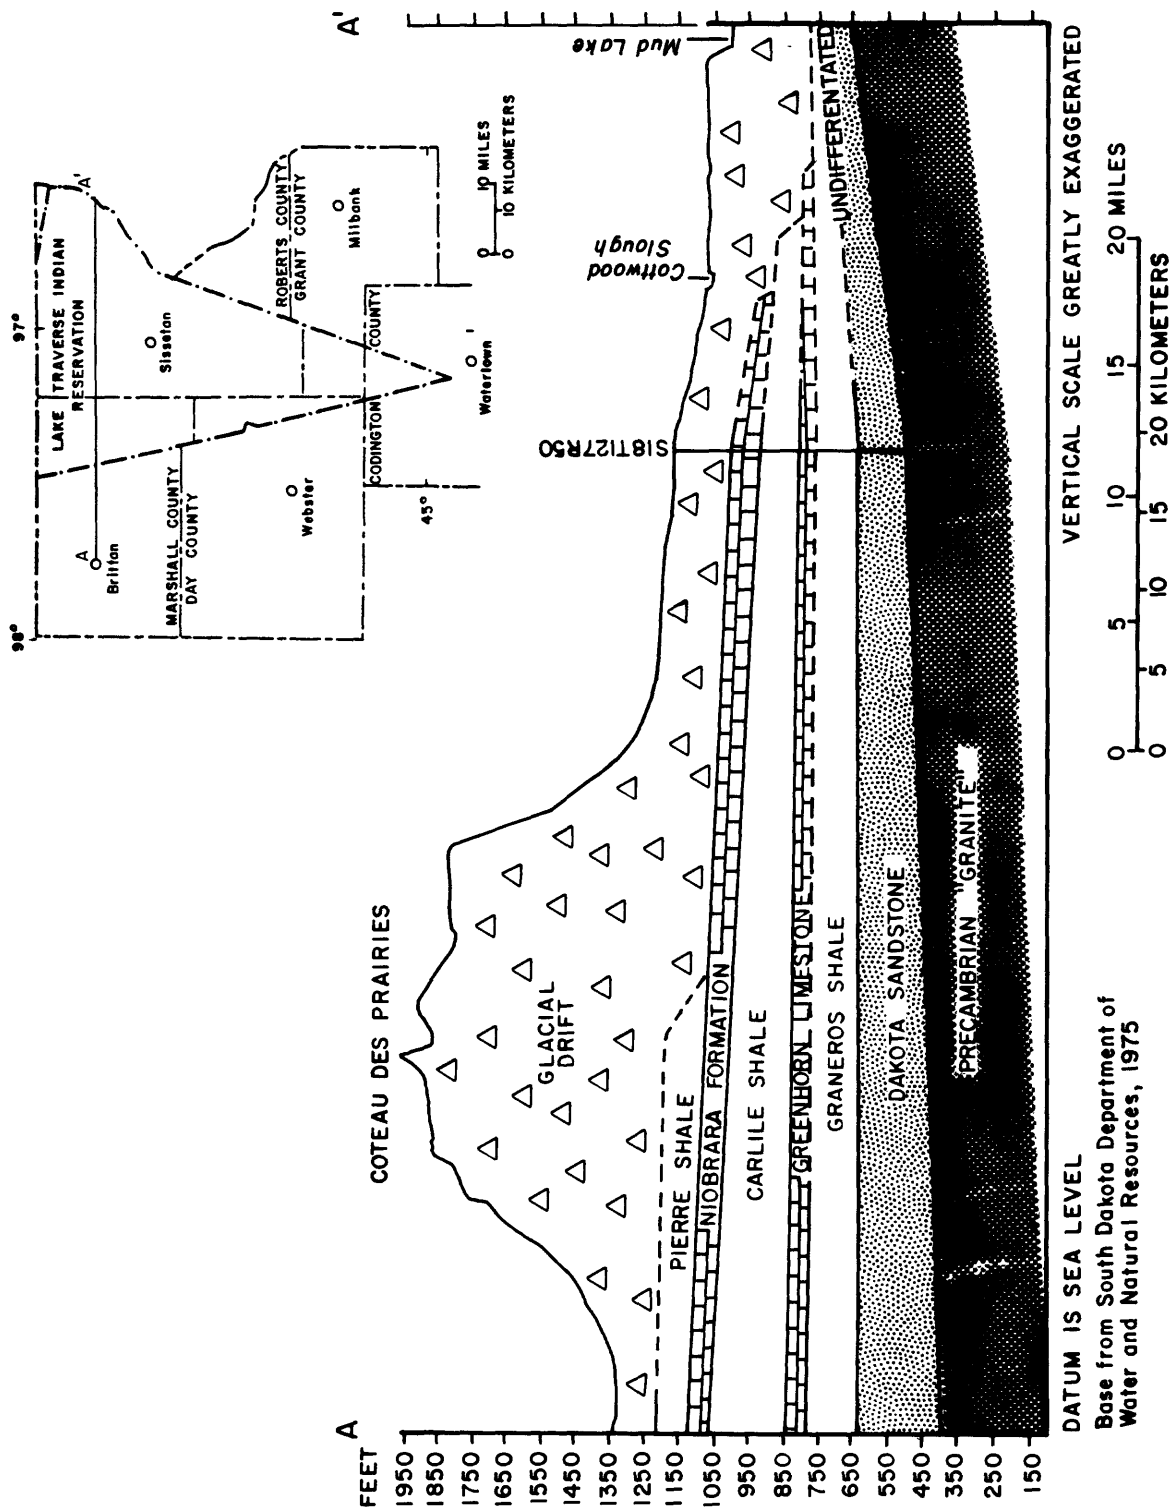 98°
97°
LAKE TRAVERSE INDIAN
RESERVATION
A
A'
Brittan
Sisseton
MARSHALL COUNTY
DAY COUNTY
ROBERTS COUNTY
GRANT COUNTY
Webster
Milbank
CODINGTON
COUNTY
45°
Watertown
0 10 MILES
0 10 KILOMETERS
A
A'
FEET
1950
1850
1750
1650
1550
1450
1350
1250
1150
1050
950
850
750
650
550
450
350
250
150
COTEAU DES PRAIRIES
GLACIAL
DRIFT
S18T127R50
Cottwood
Slough
Mud Lake
PIERRE SHALE
NIOBRARA FORMATION
CARLILE SHALE
GREENHORN LIMESTONE
GRANEROS SHALE
UNDIFFERENTATED
DAKOTA SANDSTONE
PRECAMBRIAN "GRANITE"
DATUM IS SEA LEVEL
VERTICAL SCALE GREATLY EXAGGERATED
Base from South Dakota Department of
Water and Natural Resources, 1975
0 5 10 15 20 MILES
0 5 10 15 20 KILOMETERS